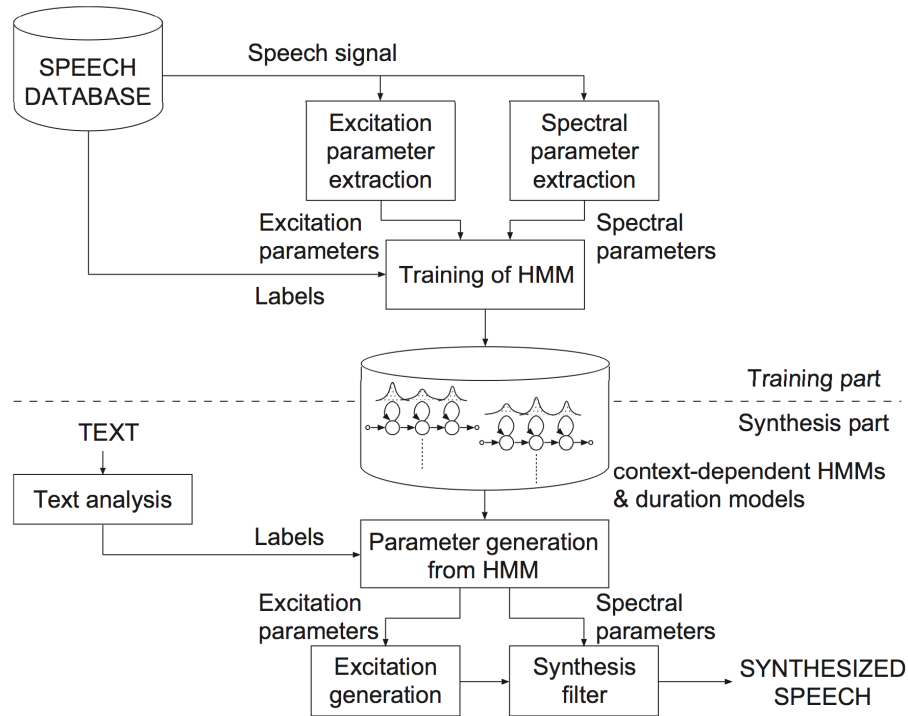 SPEECH
DATABASE
Speech signal
Excitation
parameter
extraction
Spectral
parameter
extraction
Excitation
parameters
Spectral
parameters
Training of HMM
Labels
Training part
Synthesis part
TEXT
context-dependent HMMs
& duration models
Text analysis
Labels
Parameter generation
from HMM
Excitation
parameters
Spectral
parameters
Excitation
generation
Synthesis
filter
SYNTHESIZED
SPEECH